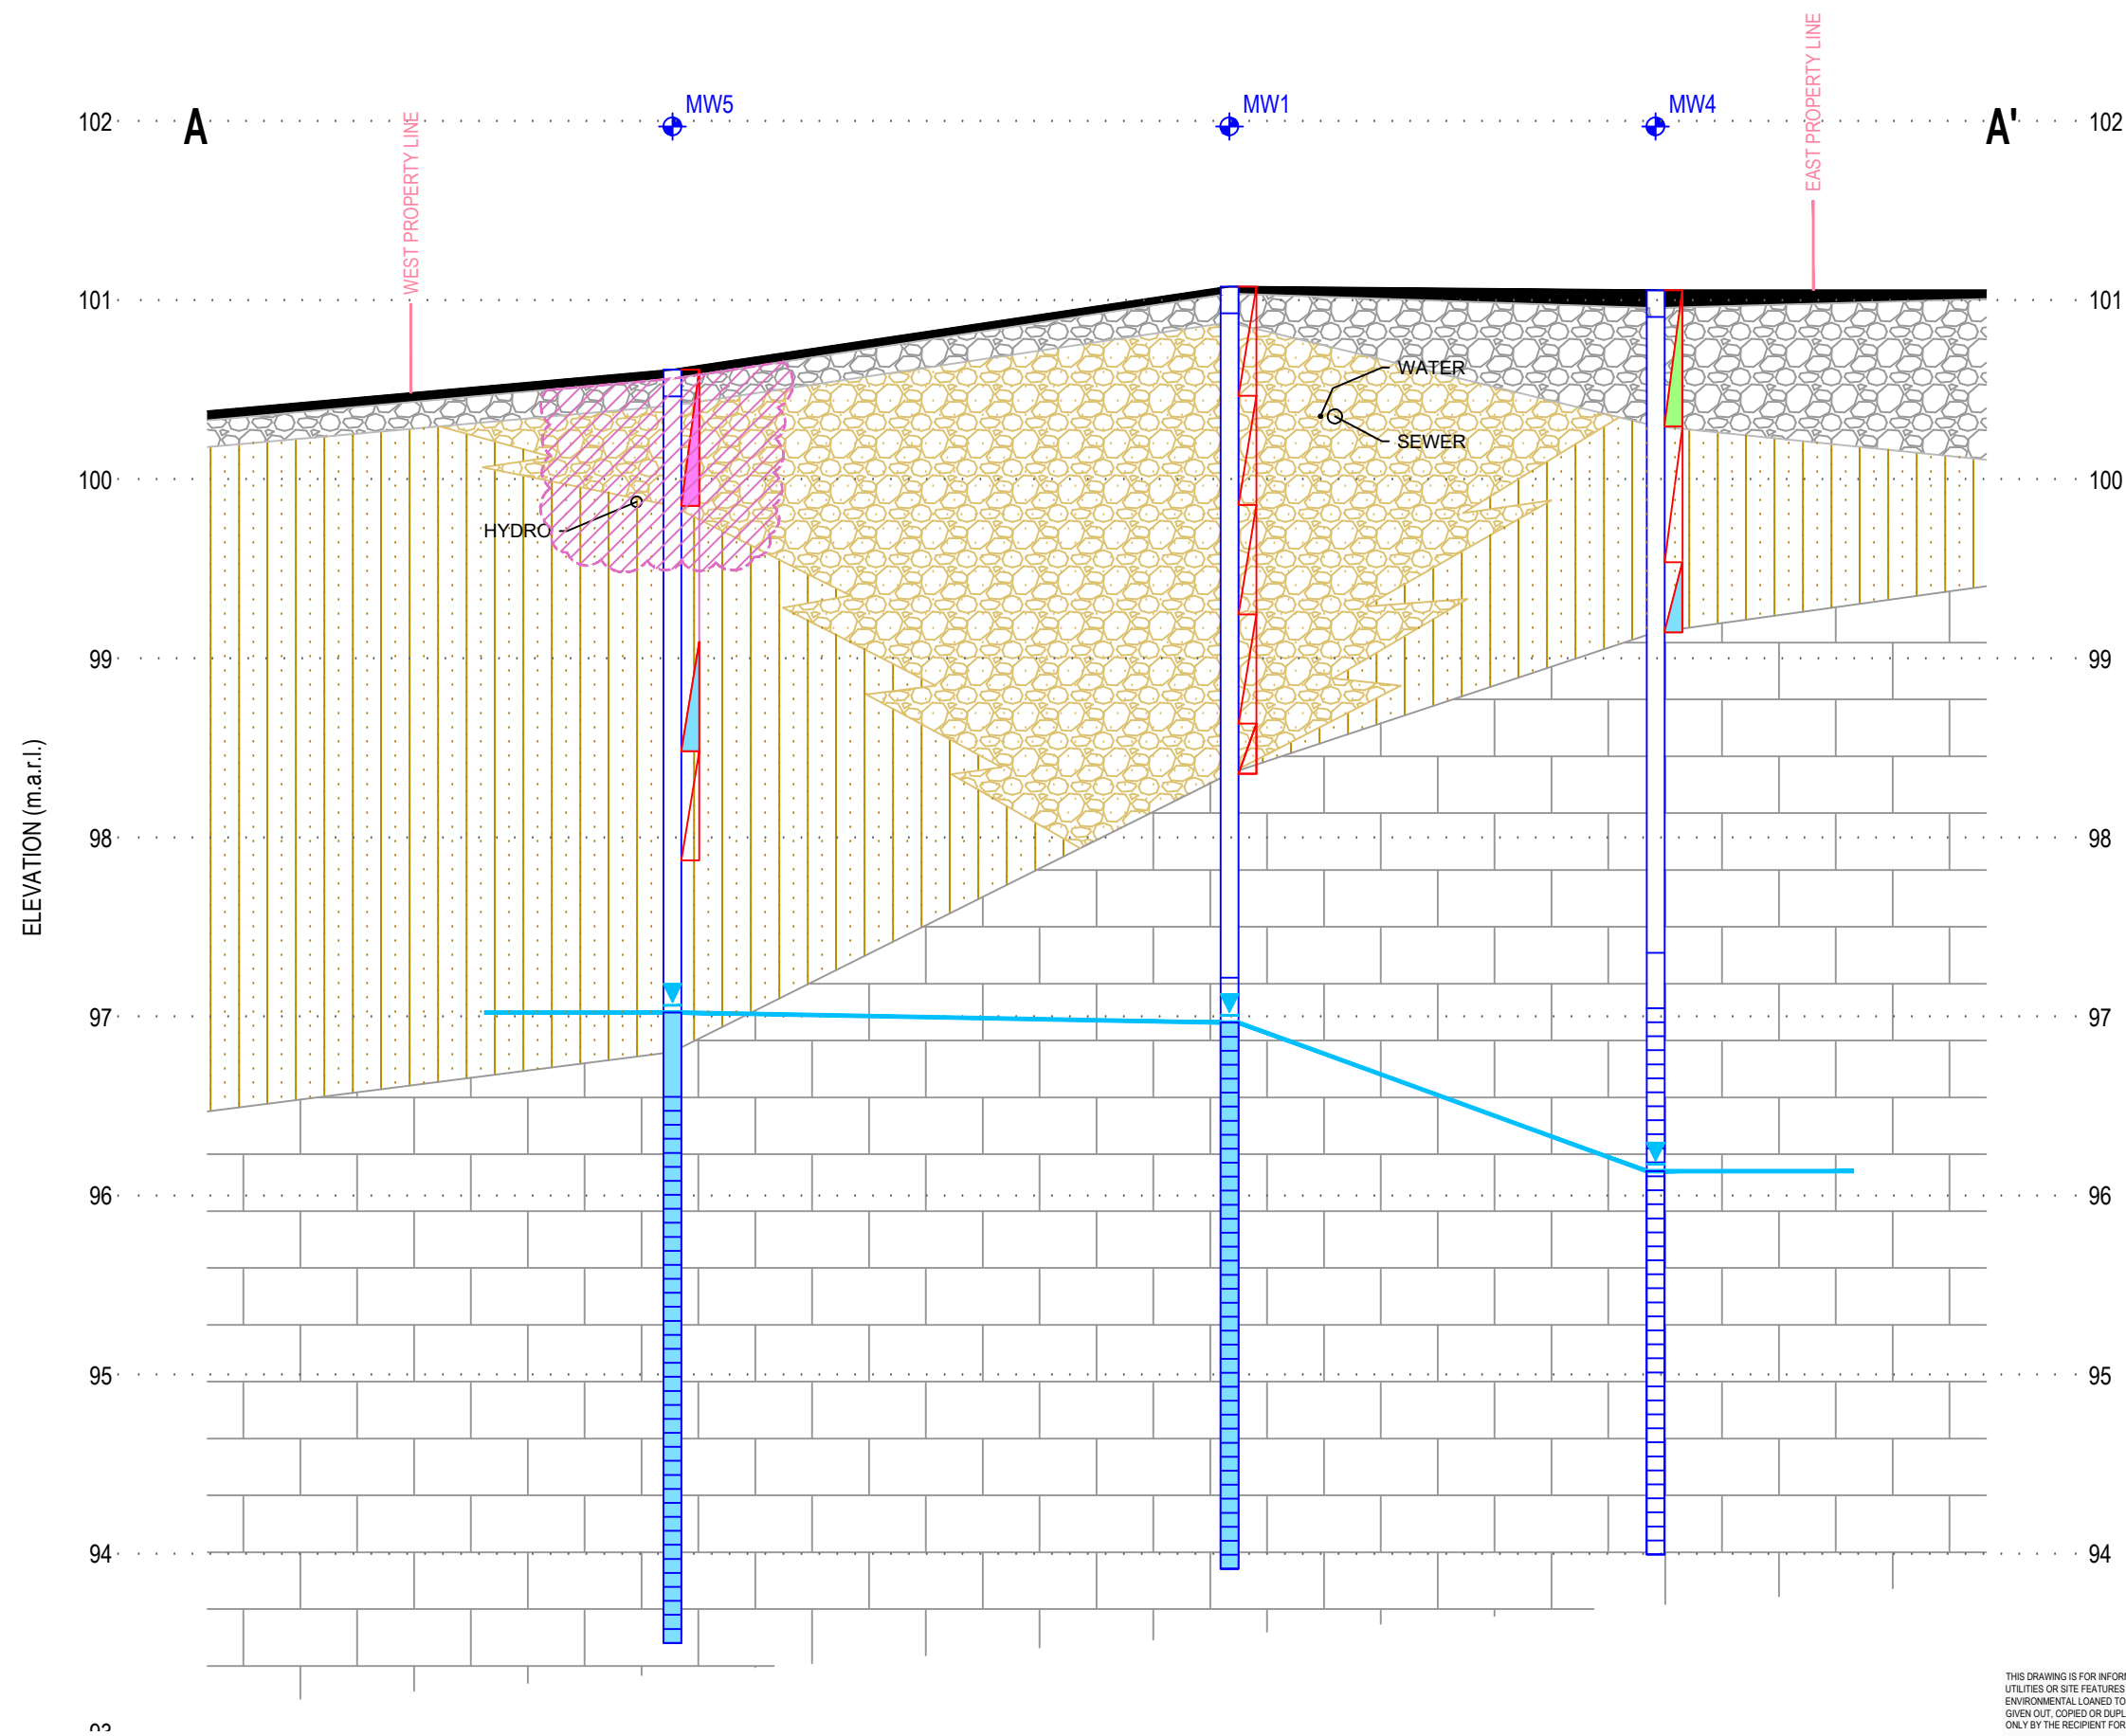 WEST PROPERTY LINE
EAST PROPERTY LINE
MW5
MW1
MW4
102
A
A'
102
101
101
WATER
SEWER
100
100
HYDRO
99
99
ELEVATION (m.a.r.l.)
98
98
97
97
96
96
95
95
94
94
THIS DRAWING IS FOR INFOR
UTILITIES OR SITE FEATURES
ENVIRONMENTAL LOANED TO
GIVEN OUT, COPIED OR DUPL
ONLY BY THE RECIPIENT FOR